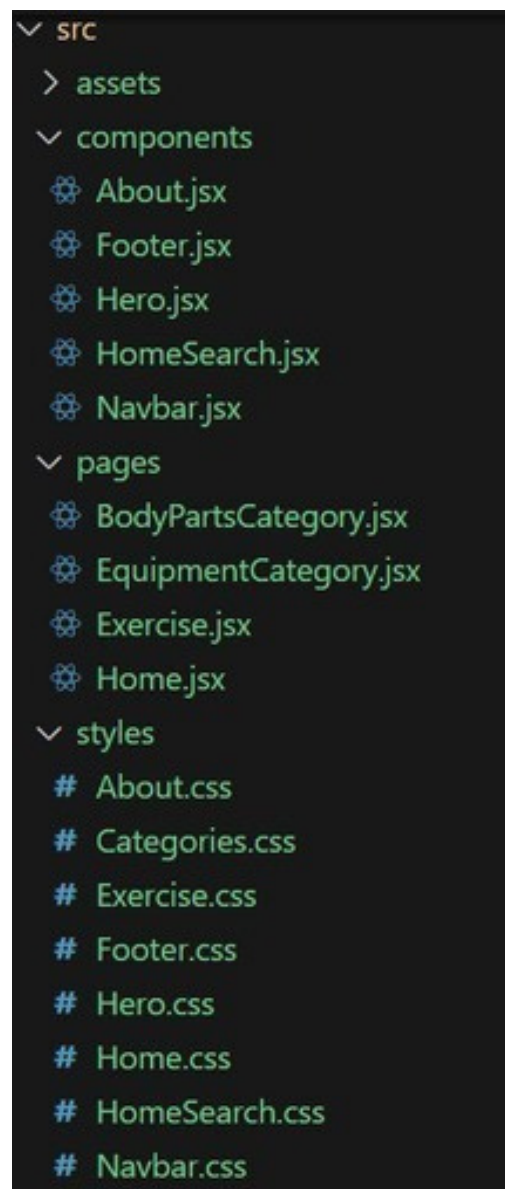 src
assets
components
About.jsx
Footer.jsx
Hero.jsx
HomeSearch.jsx
Navbar.jsx
pages
BodyPartsCategory.jsx
EquipmentCategory.jsx
Exercise.jsx
Home.jsx
styles
# About.css
# Categories.css
# Exercise.css
# Footer.css
# Hero.css
# Home.css
# HomeSearch.css
# Navbar.css